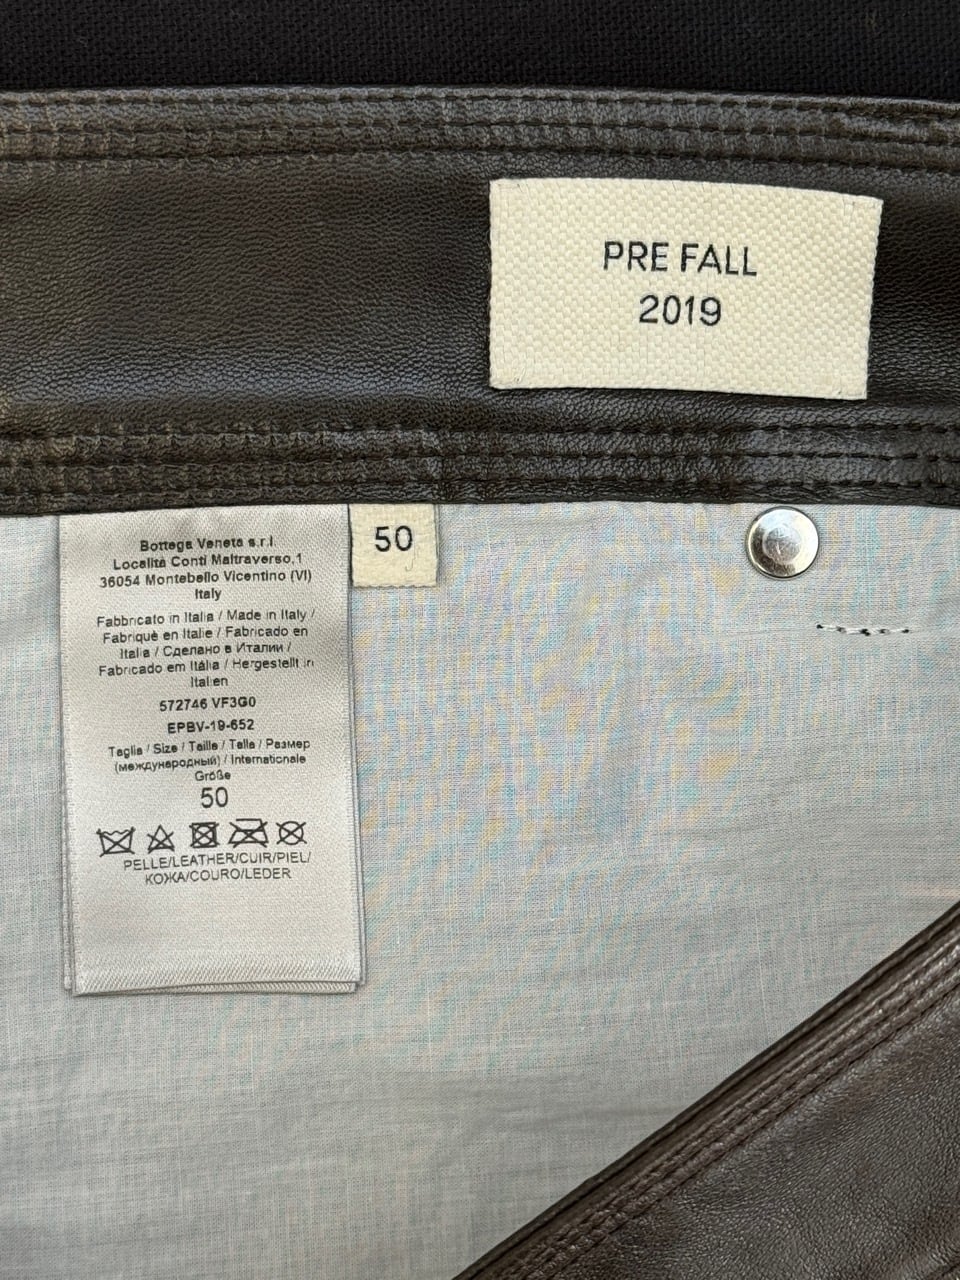 PRE FALL
2019
50
Bottega Veneta s.r.l.
Località Conti Maltraverso,1
36054 Montebello Vicentino (VI)
Italy
Fabbricato in Italia / Made in Italy /
Fabriqué en Italie / Fabricado en
Italia / Сделано в Италии /
Fabricado em Itália / Hergestellt in
Italien
572746 VF3G0
EPBV-19-652
Taglia / Size / Taille / Talla / Размер
(международный) / Internationale
Größe
50
PELLE/LEATHER/CUIR/PIEL/
КОЖА/COURO/LEDER